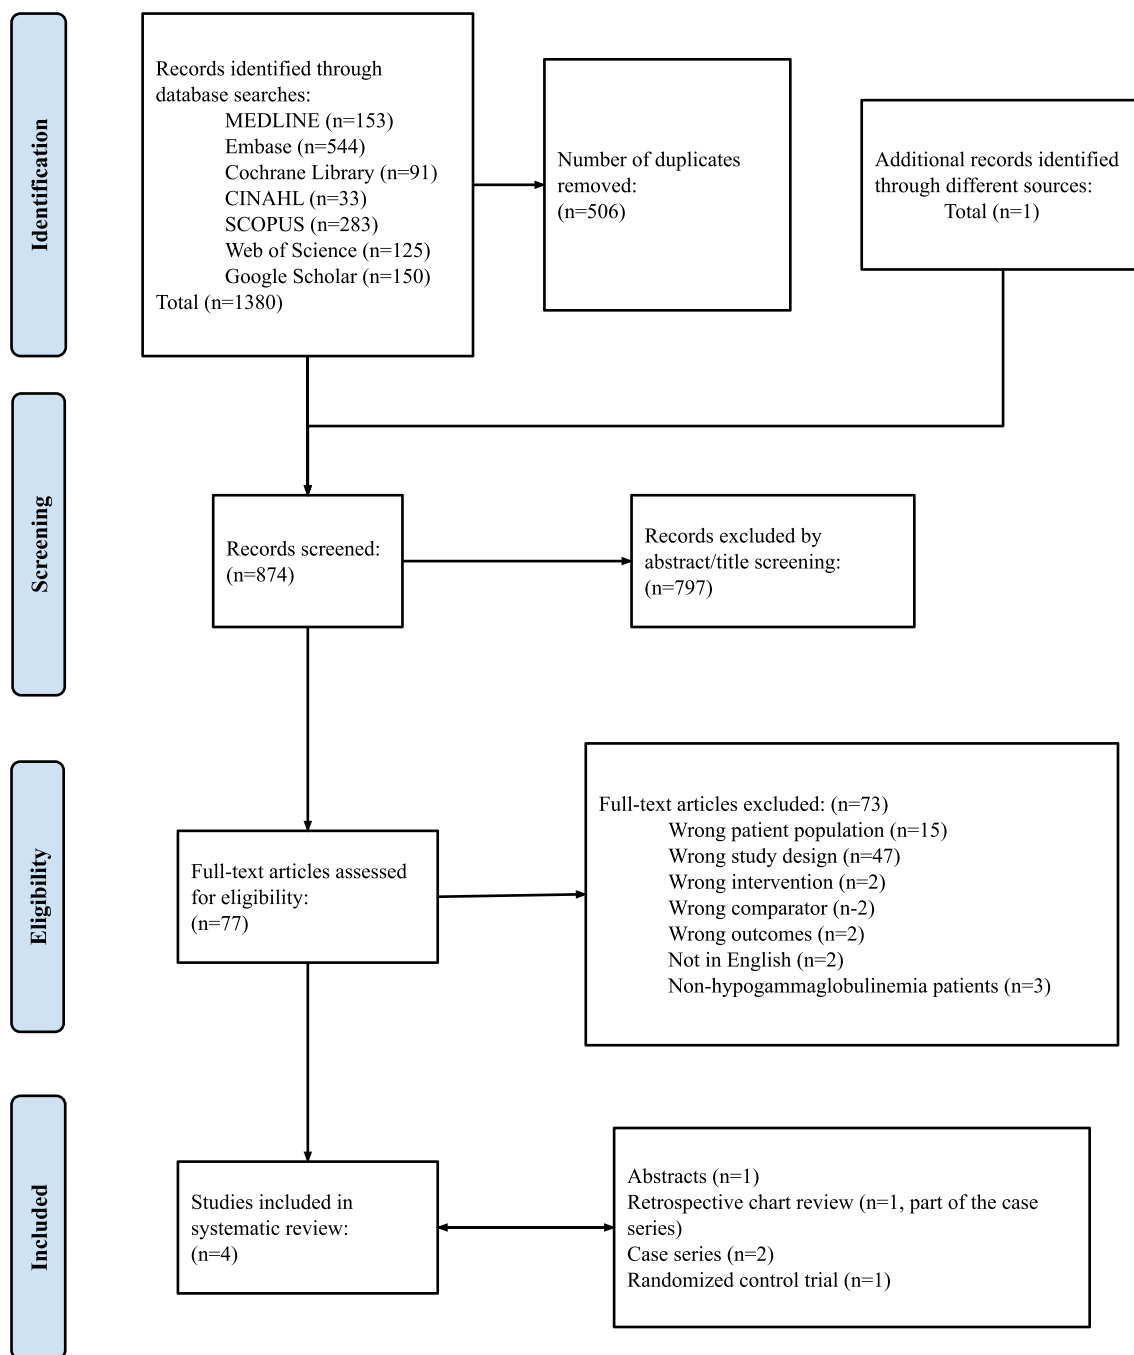 Identification
Records identified through
database searches:
MEDLINE (n=153)
Embase (n=544)
Cochrane Library (n=91)
CINAHL (n=33)
SCOPUS (n=283)
Web of Science (n=125)
Google Scholar (n=150)
Total (n=1380)
Number of duplicates
removed:
(n=506)
Additional records identified
through different sources:
Total (n=1)
Screening
Records screened:
(n=874)
Records excluded by
abstract/title screening:
(n=797)
Eligibility
Full-text articles assessed
for eligibility:
(n=77)
Full-text articles excluded: (n=73)
Wrong patient population (n=15)
Wrong study design (n=47)
Wrong intervention (n=2)
Wrong comparator (n-2)
Wrong outcomes (n=2)
Not in English (n=2)
Non-hypogammaglobulinemia patients (n=3)
Included
Studies included in
systematic review:
(n=4)
Abstracts (n=1)
Retrospective chart review (n=1, part of the case
series)
Case series (n=2)
Randomized control trial (n=1)